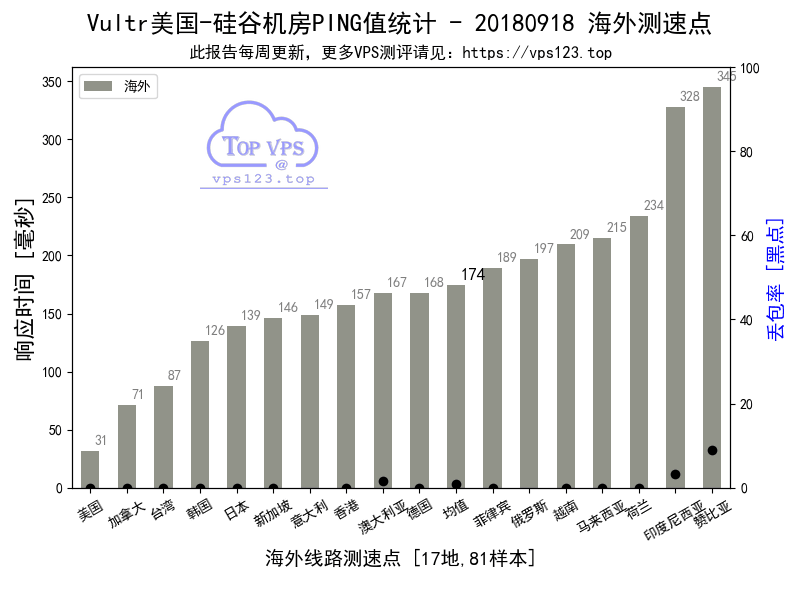 Vultr美国-硅谷机房PING值统计 - 20180918 海外测速点
此报告每周更新, 更多VPS测评请见: https://vps123.top
海外
TOP VPS
@
vps123.top
响应时间 [毫秒]
350
300
250
200
150
100
50
0
31
71
87
126
139
146
149
157
167
168
174
189
197
209
215
234
328
345
100
80
60
40
20
0
丢包率 [黑点]
美国
加拿大
台湾
韩国
日本
新加坡
意大利
香港
澳大利亚
德国
均值
菲律宾
俄罗斯
越南
马来西亚
荷兰
印度尼西亚
赞比亚
海外线路测速点 [17地,81样本]